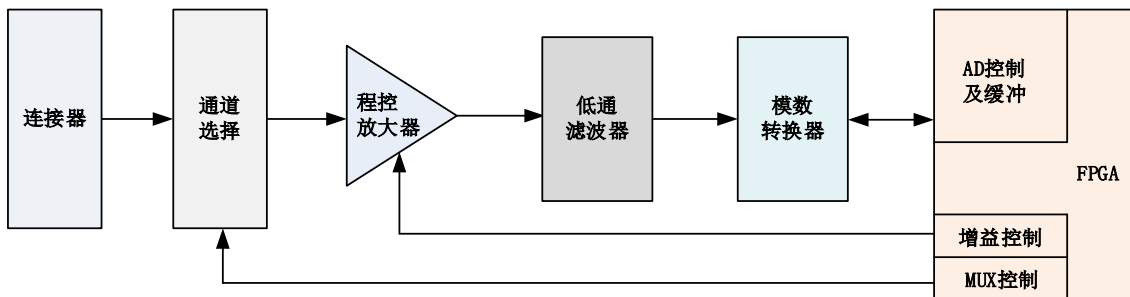 连接器
通道
选择
程控
放大器
低通
滤波器
模数
转换器
AD控制
及缓冲
FPGA
增益控制
MUX控制